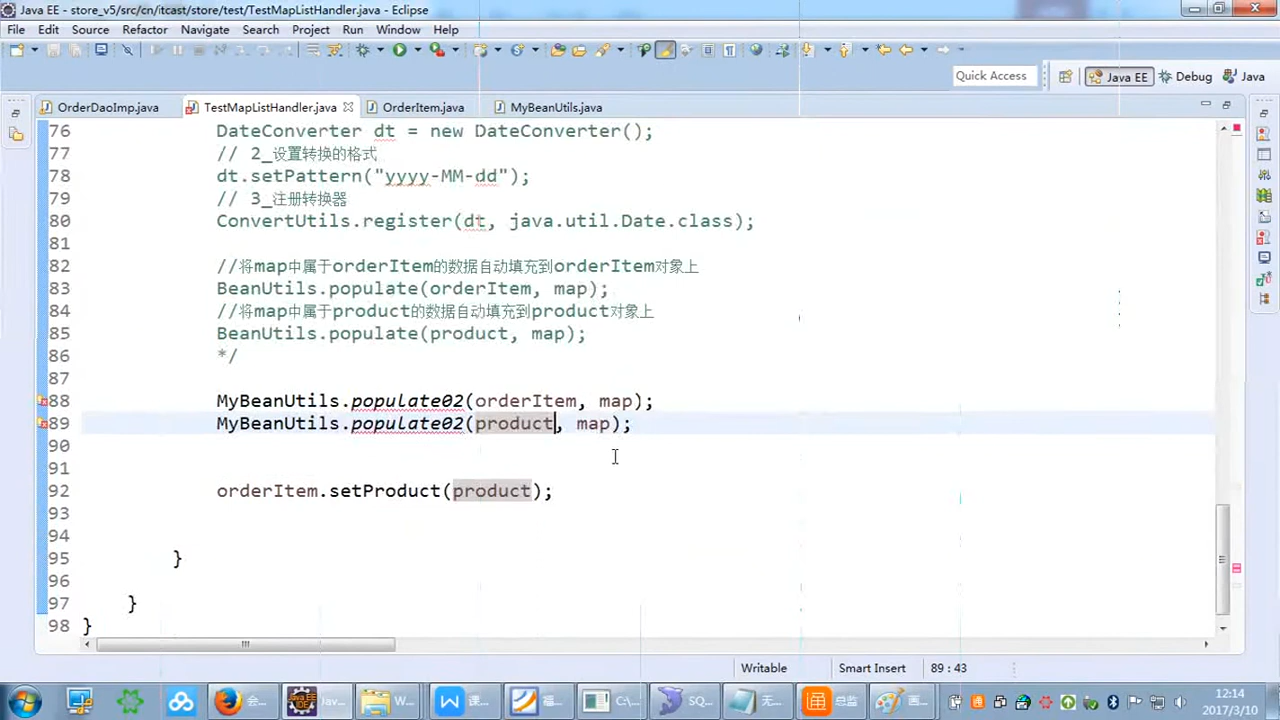 Java EE - store_v5/src/cn/itcast/store/test/TestMapListHandler.java - Eclipse
File Edit Source Refactor Navigate Search Project Run Window Help
Quick Access Java EE Debug Java
OrderDaoImp.java TestMapListHandler.java OrderItem.java MyBeanUtils.java
76 DateConverter dt = new DateConverter();
77 // 2_设置转换的格式
78 dt.setPattern("yyyy-MM-dd");
79 // 3_注册转换器
80 ConvertUtils.register(dt, java.util.Date.class);
81
82 //将map中属于orderItem的数据自动填充到orderItem对象上
83 BeanUtils.populate(orderItem, map);
84 //将map中属于product的数据自动填充到product对象上
85 BeanUtils.populate(product, map);
86 */
87
88 MyBeanUtils.populate02(orderItem, map);
89 MyBeanUtils.populate02(product, map);
90
91
92 orderItem.setProduct(product);
93
94
95 }
96
97 }
98 }
Writable Smart Insert 89 : 43
会... Jav... W... 课... 福... C:\... SQ... 无... 总监 画... 12:14
2017/3/10